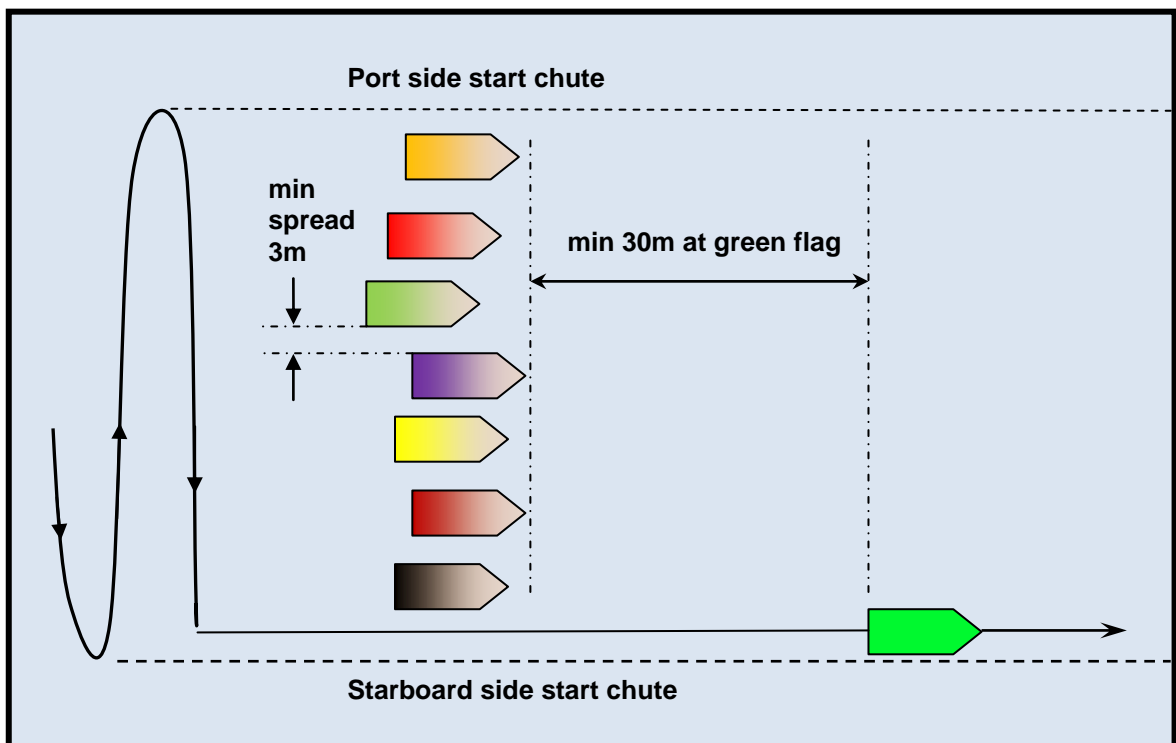 Port side start chute
min
spread
3m
min 30m at green flag
Starboard side start chute